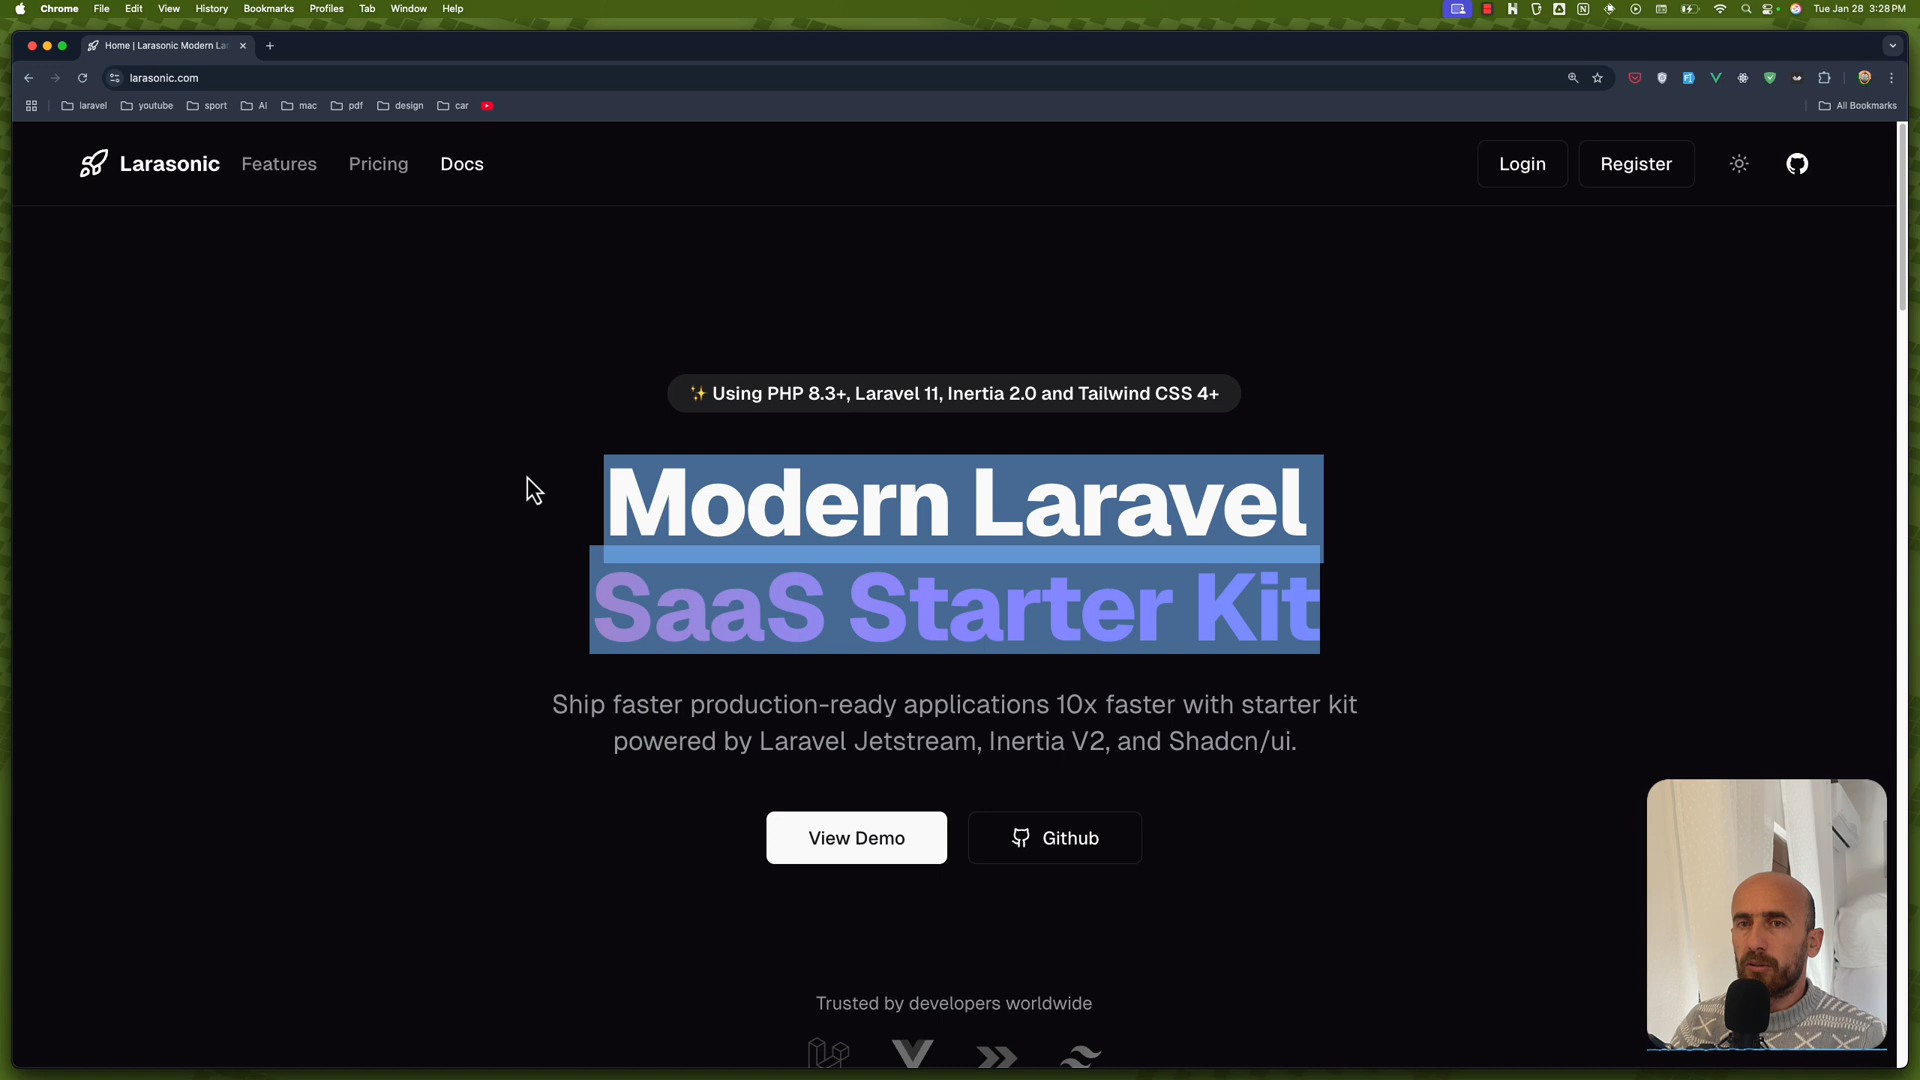 Chrome File Edit View History Bookmarks Profiles Tab Window Help Tue Jan 28 3:28 PM
Home | Larasonic Modern Lar
larasonic.com
laravel youtube sport AI mac pdf design car All Bookmarks
Larasonic Features Pricing Docs Login Register
✨ Using PHP 8.3+, Laravel 11, Inertia 2.0 and Tailwind CSS 4+
Modern Laravel
SaaS Starter Kit
Ship faster production-ready applications 10x faster with starter kit
powered by Laravel Jetstream, Inertia V2, and Shadcn/ui.
View Demo Github
Trusted by developers worldwide